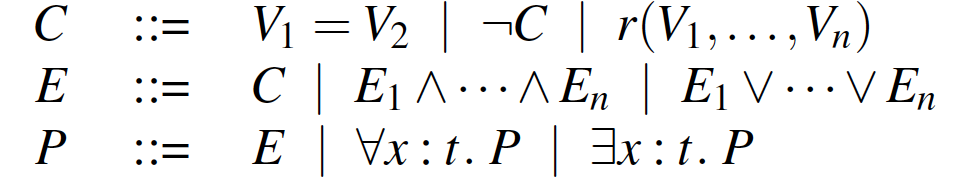 C ::= V₁ = V₂ | ¬C | r(V₁,…,Vₙ)
E ::= C | E₁ ∧ ⋯ ∧ Eₙ | E₁ ∨ ⋯ ∨ Eₙ
P ::= E | ∀x : t. P | ∃x : t. P